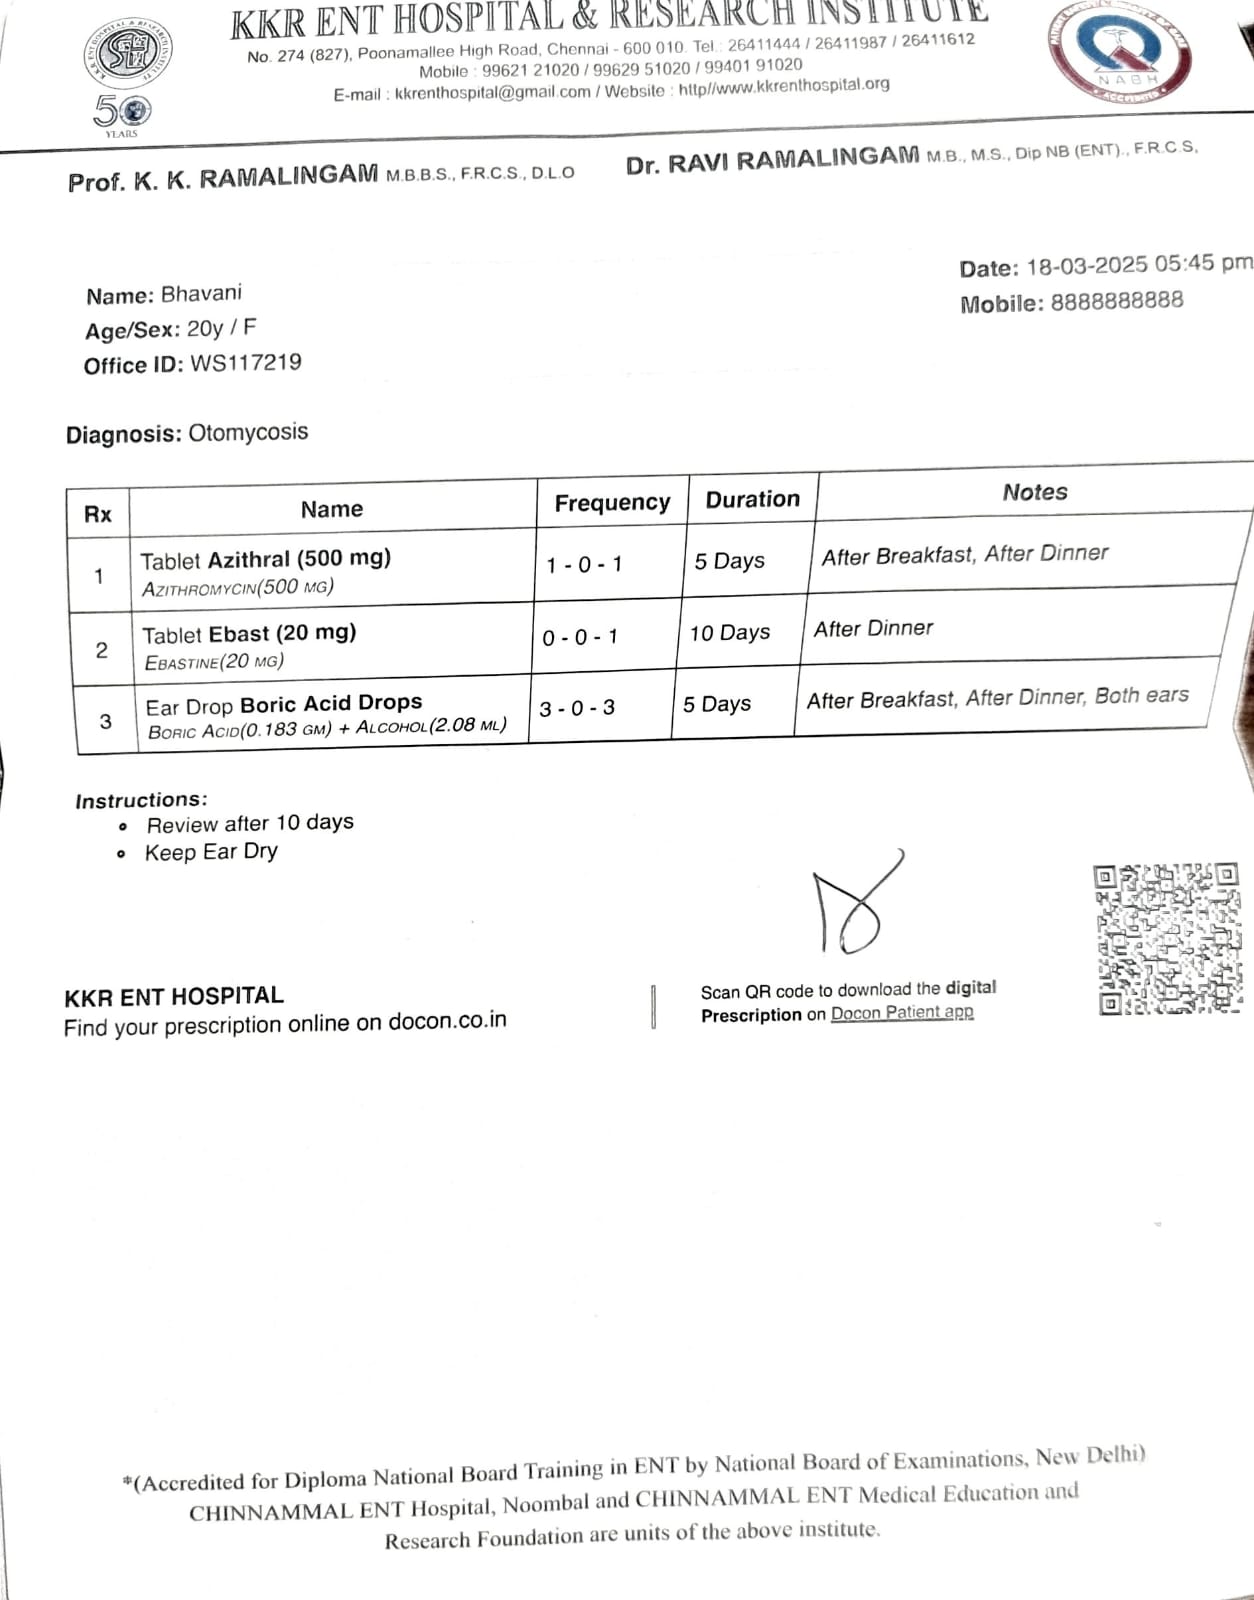 KKR ENT HOSPITAL & RESEARCH INSTITUTE
No. 274 (827), Poonamallee High Road, Chennai - 600 010. Tel.: 26411444 / 26411987 / 26411612
Mobile : 99621 21020 / 99629 51020 / 99401 91020
E-mail : kkrenthospital@gmail.com / Website : http//www.kkrenthospital.org
50
YEARS
NABH
Prof. K. K. RAMALINGAM M.B.B.S., F.R.C.S., D.L.O
Dr. RAVI RAMALINGAM M.B., M.S., Dip NB (ENT)., F.R.C.S,
Date: 18-03-2025 05:45 pm
Mobile: 8888888888
Name: Bhavani
Age/Sex: 20y / F
Office ID: WS117219
Diagnosis: Otomycosis
Rx Name Frequency Duration Notes
1 Tablet Azithral (500 mg) 1 - 0 - 1 5 Days After Breakfast, After Dinner
AZITHROMYCIN(500 MG)
2 Tablet Ebast (20 mg) 0 - 0 - 1 10 Days After Dinner
EBASTINE(20 MG)
3 Ear Drop Boric Acid Drops 3 - 0 - 3 5 Days After Breakfast, After Dinner, Both ears
BORIC ACID(0.183 GM) + ALCOHOL(2.08 ML)
Instructions:
• Review after 10 days
• Keep Ear Dry
KKR ENT HOSPITAL
Find your prescription online on docon.co.in
Scan QR code to download the digital
Prescription on Docon Patient app
*(Accredited for Diploma National Board Training in ENT by National Board of Examinations, New Delhi)
CHINNAMMAL ENT Hospital, Noombal and CHINNAMMAL ENT Medical Education and
Research Foundation are units of the above institute.